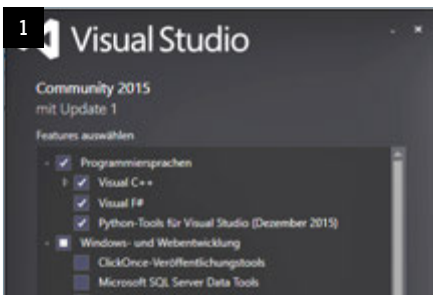 1
Visual Studio
Community 2015
mit Update 1
Features auswählen
Programmiersprachen
Visual C++
Visual F#
Python-Tools für Visual Studio (Dezember 2015)
Windows- und Webentwicklung
ClickOnce-Veröffentlichungstools
Microsoft SQL Server Data Tools